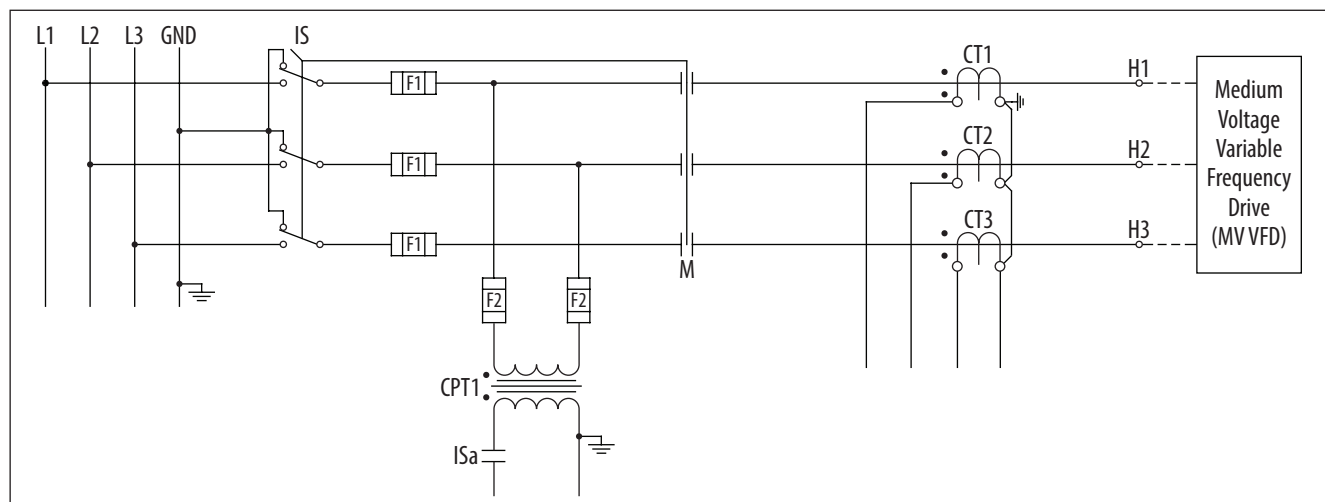 L1 L2 L3 GND IS
F1
CT1
H1
F1
CT2
H2
F1
M
CT3
H3
Medium
Voltage
Variable
Frequency
Drive
(MV VFD)
F2 F2
CPT1
ISa